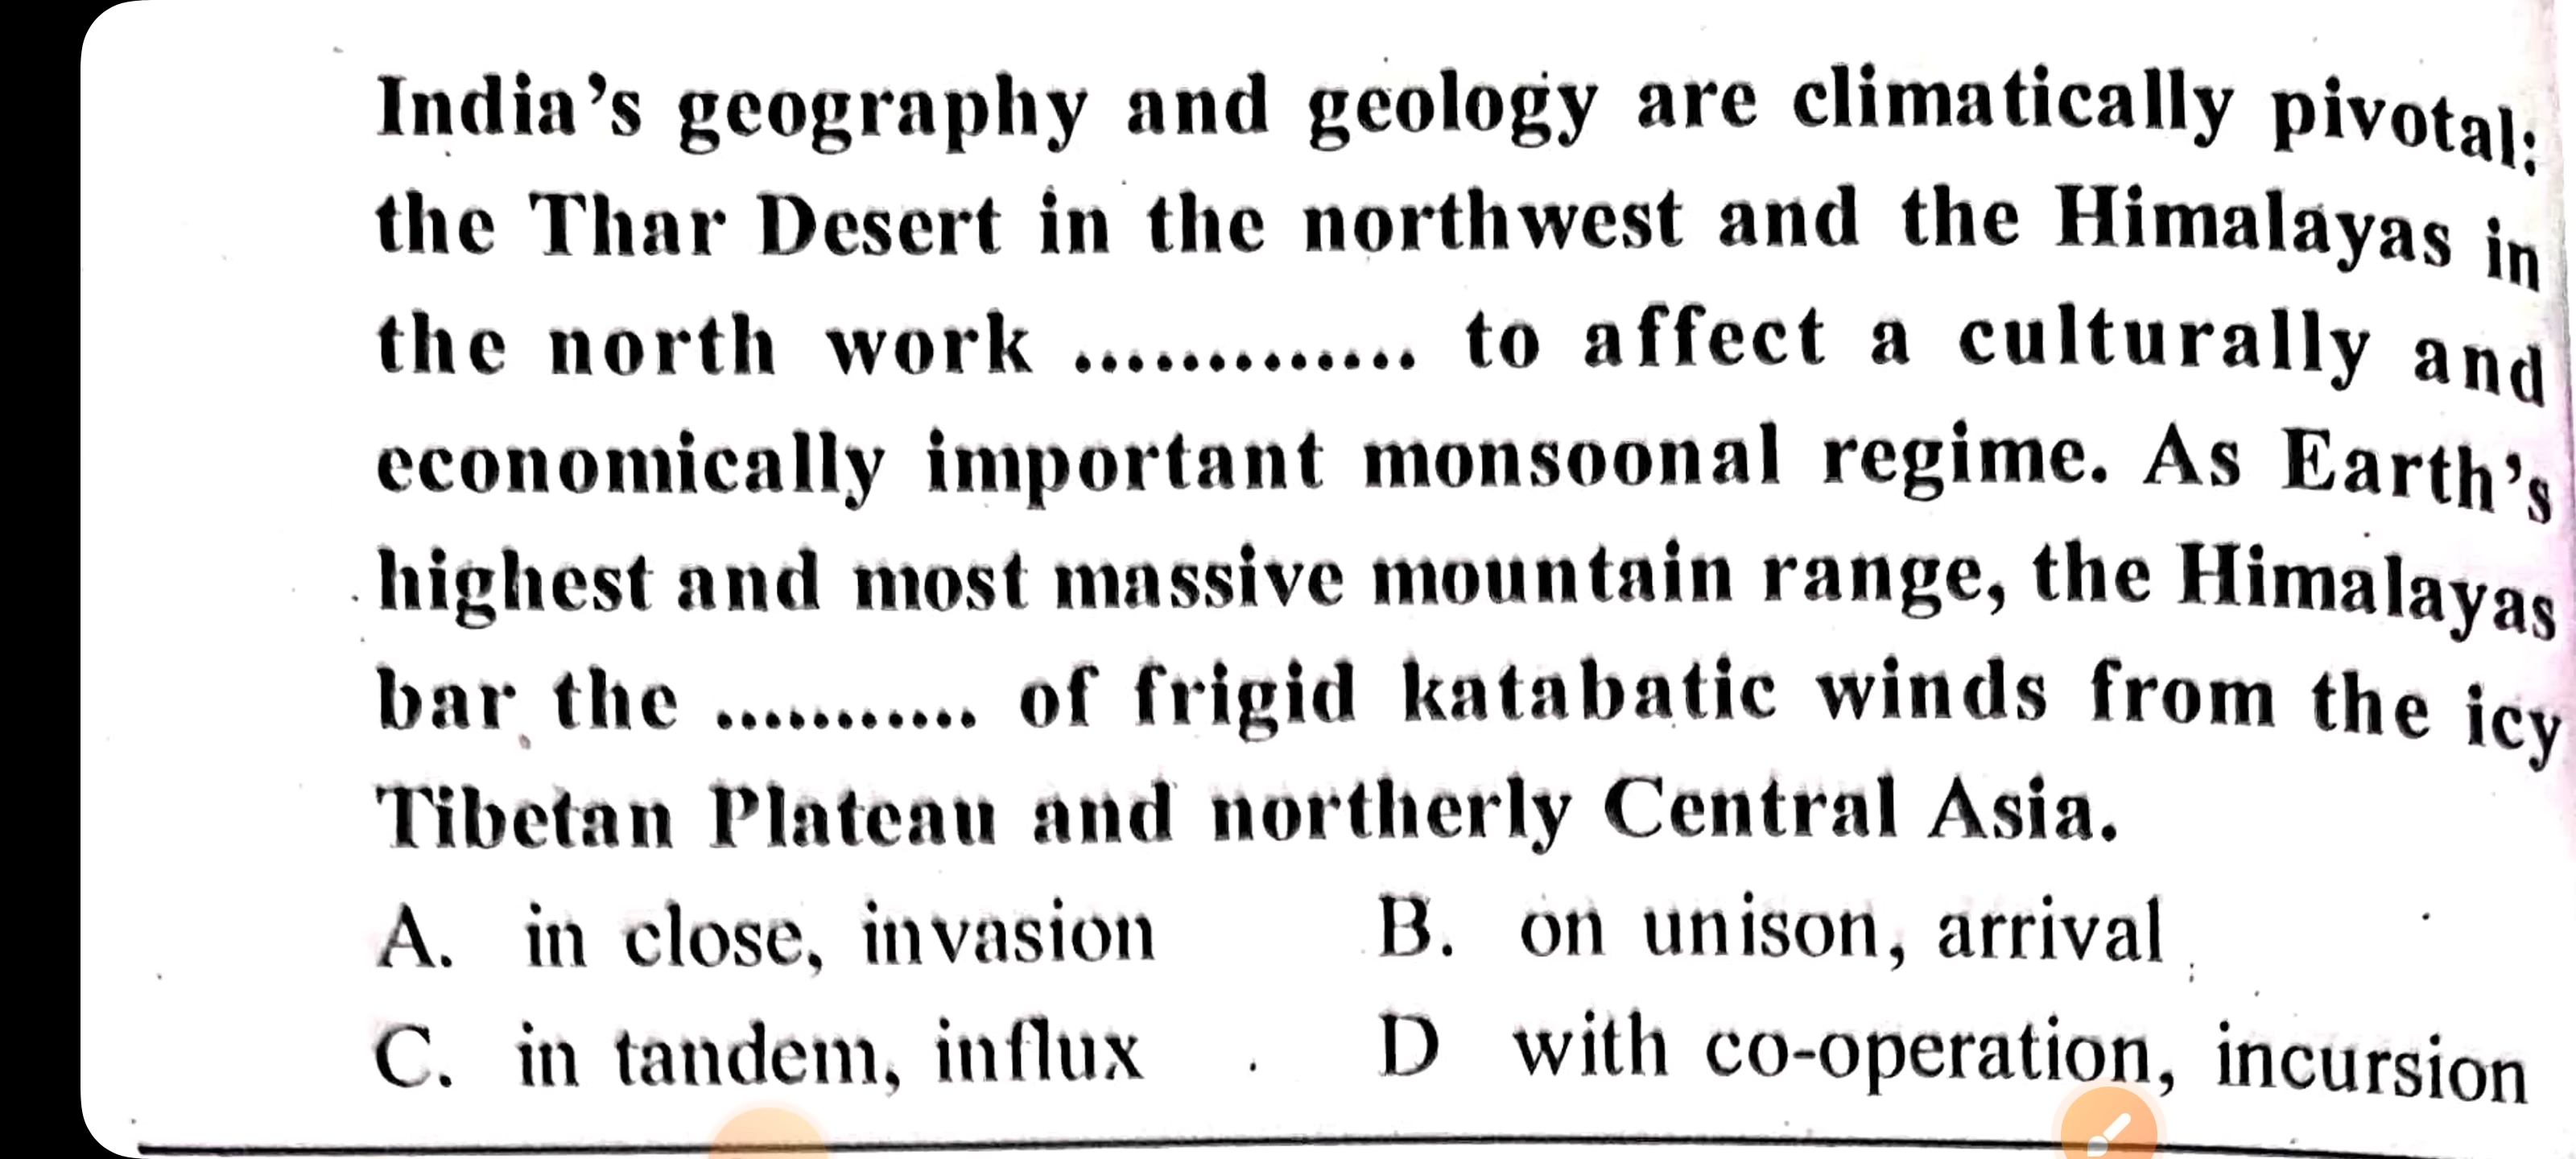 India's geography and geology are climatically pivotal:
the Thar Desert in the northwest and the Himalayas in
the north work ............. to affect a culturally and
economically important monsoonal regime. As Earth's
highest and most massive mountain range, the Himalayas
bar the ........... of frigid katabatic winds from the icy
Tibetan Plateau and northerly Central Asia.
A. in close, invasion B. on unison, arrival
C. in tandem, influx D with co-operation, incursion